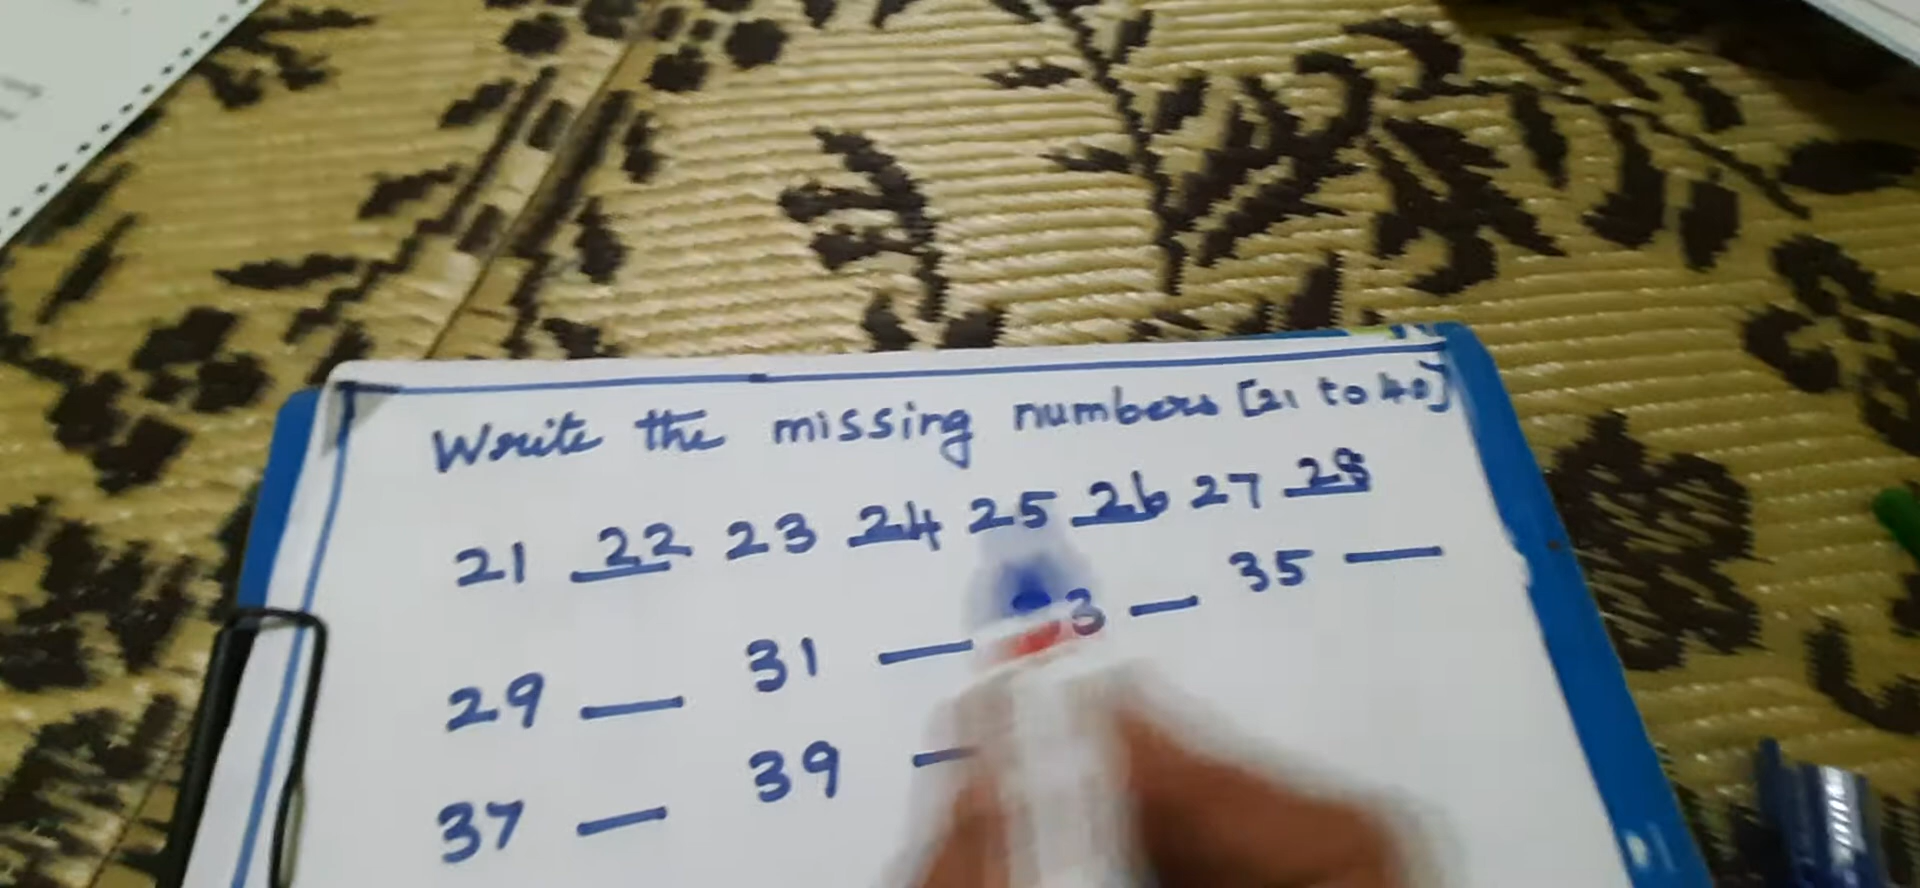 Write the missing numbers [21 to 40]
21 22 23 24 25 26 27 28
29 __ 31 __ 3 __ 35 __
37 __ 39 __